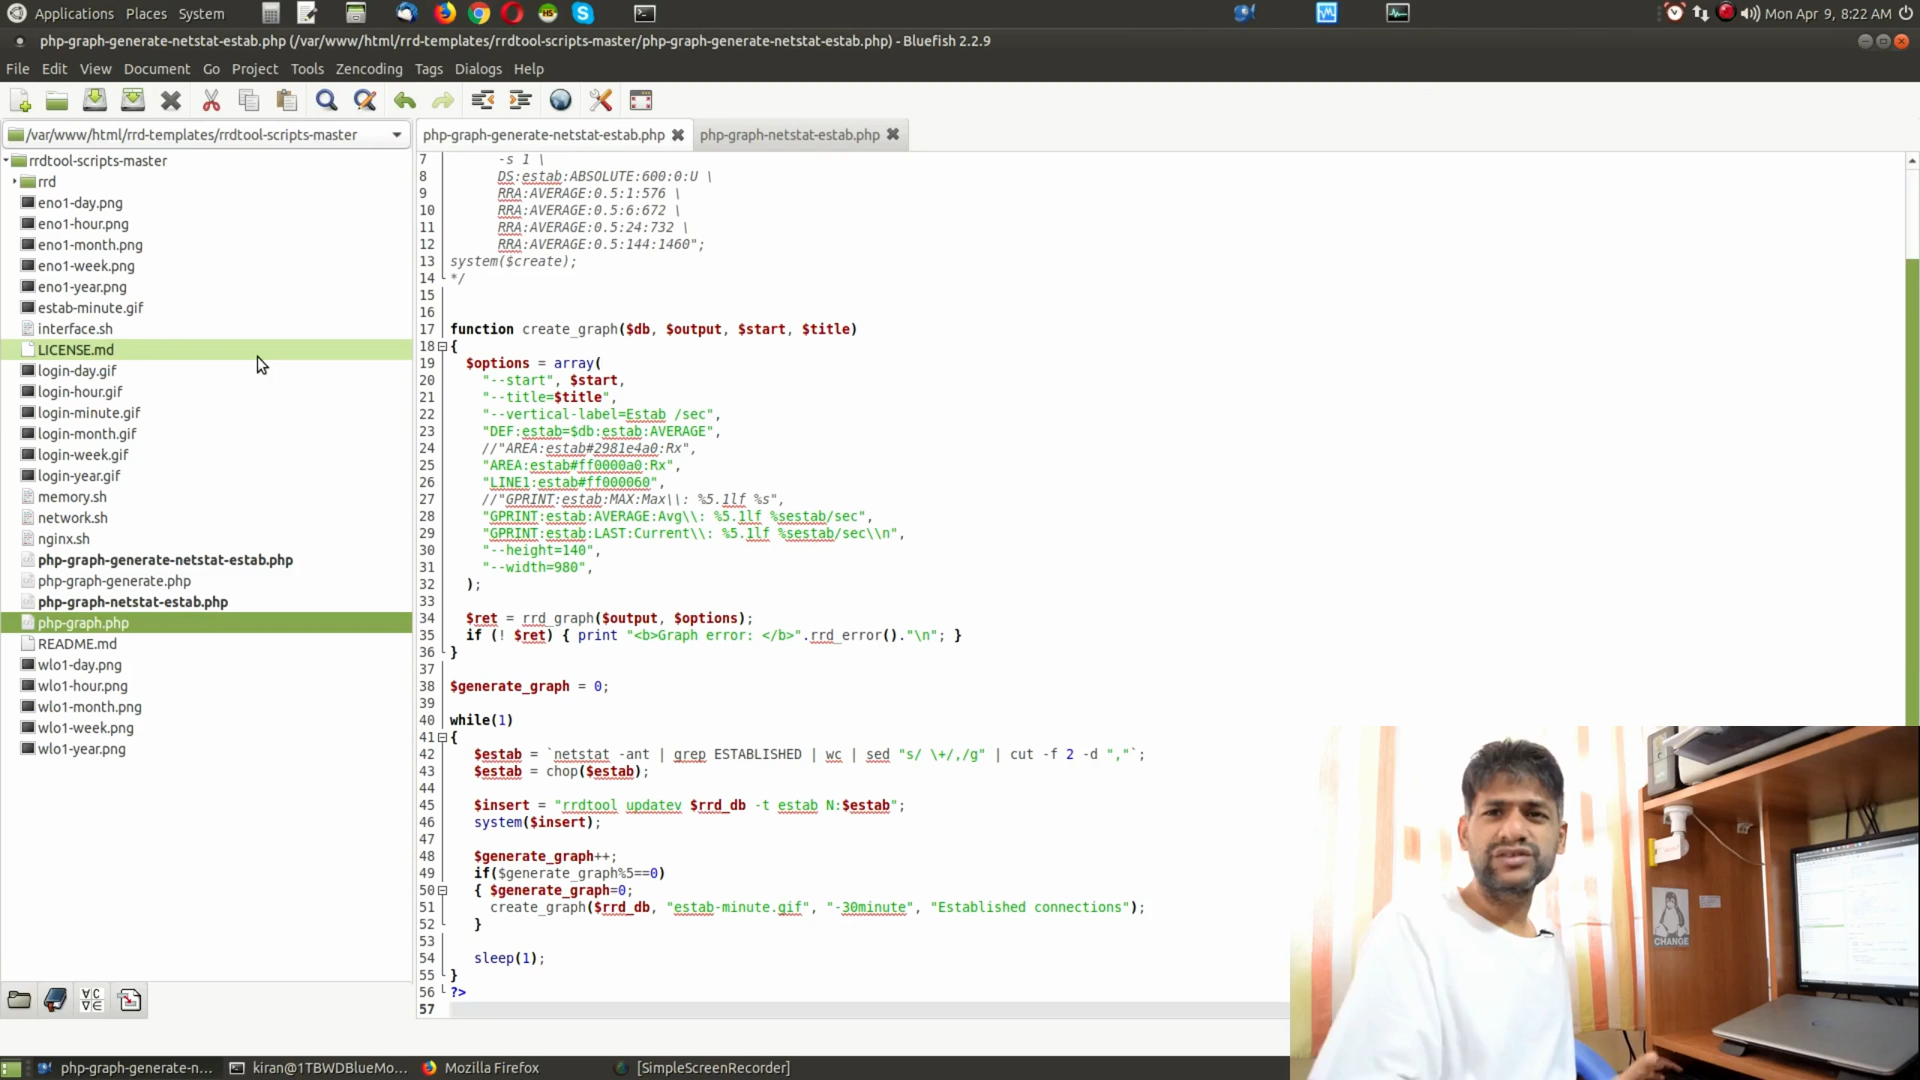 Applications Places System
Mon Apr 9, 8:22 AM
php-graph-generate-netstat-estab.php (/var/www/html/rrd-templates/rrdtool-scripts-master/php-graph-generate-netstat-estab.php) - Bluefish 2.2.9
File Edit View Document Go Project Tools Zencoding Tags Dialogs Help
/var/www/html/rrd-templates/rrdtool-scripts-master
php-graph-generate-netstat-estab.php php-graph-netstat-estab.php
rrdtool-scripts-master
rrd
eno1-day.png
eno1-hour.png
eno1-month.png
eno1-week.png
eno1-year.png
estab-minute.gif
interface.sh
LICENSE.md
login-day.gif
login-hour.gif
login-minute.gif
login-month.gif
login-week.gif
login-year.gif
memory.sh
network.sh
nginx.sh
php-graph-generate-netstat-estab.php
php-graph-generate.php
php-graph-netstat-estab.php
php-graph.php
README.md
wlo1-day.png
wlo1-hour.png
wlo1-month.png
wlo1-week.png
wlo1-year.png
7 -s 1 \
8 DS:estab:ABSOLUTE:600:0:U \
9 RRA:AVERAGE:0.5:1:576 \
10 RRA:AVERAGE:0.5:6:672 \
11 RRA:AVERAGE:0.5:24:732 \
12 RRA:AVERAGE:0.5:144:1460";
13 system($create);
14 */
15
16
17 function create_graph($db, $output, $start, $title)
18 {
19 $options = array(
20 "--start", $start,
21 "--title=$title",
22 "--vertical-label=Estab /sec",
23 "DEF:estab=$db:estab:AVERAGE",
24 //"AREA:estab#2981e4a0:Rx",
25 "AREA:estab#ff0000a0:Rx",
26 "LINE1:estab#ff000060",
27 //"GPRINT:estab:MAX:Max\\: %5.1lf %s",
28 "GPRINT:estab:AVERAGE:Avg\\: %5.1lf %sestab/sec",
29 "GPRINT:estab:LAST:Current\\: %5.1lf %sestab/sec\\n",
30 "--height=140",
31 "--width=980",
32 );
33
34 $ret = rrd_graph($output, $options);
35 if (! $ret) { print "<b>Graph error: </b>".rrd_error()."\n"; }
36 }
37
38 $generate_graph = 0;
39
40 while(1)
41 {
42 $estab = `netstat -ant | grep ESTABLISHED | wc | sed "s/ \+/,/g" | cut -f 2 -d ","`;
43 $estab = chop($estab);
44
45 $insert = "rrdtool updatev $rrd_db -t estab N:$estab";
46 system($insert);
47
48 $generate_graph++;
49 if($generate_graph%5==0)
50 { $generate_graph=0;
51 create_graph($rrd_db, "estab-minute.gif", "-30minute", "Established connections");
52 }
53
54 sleep(1);
55 }
56 ?>
57
CHANGE
php-graph-generate-n... kiran@1TBWDBlueMo... Mozilla Firefox [SimpleScreenRecorder]